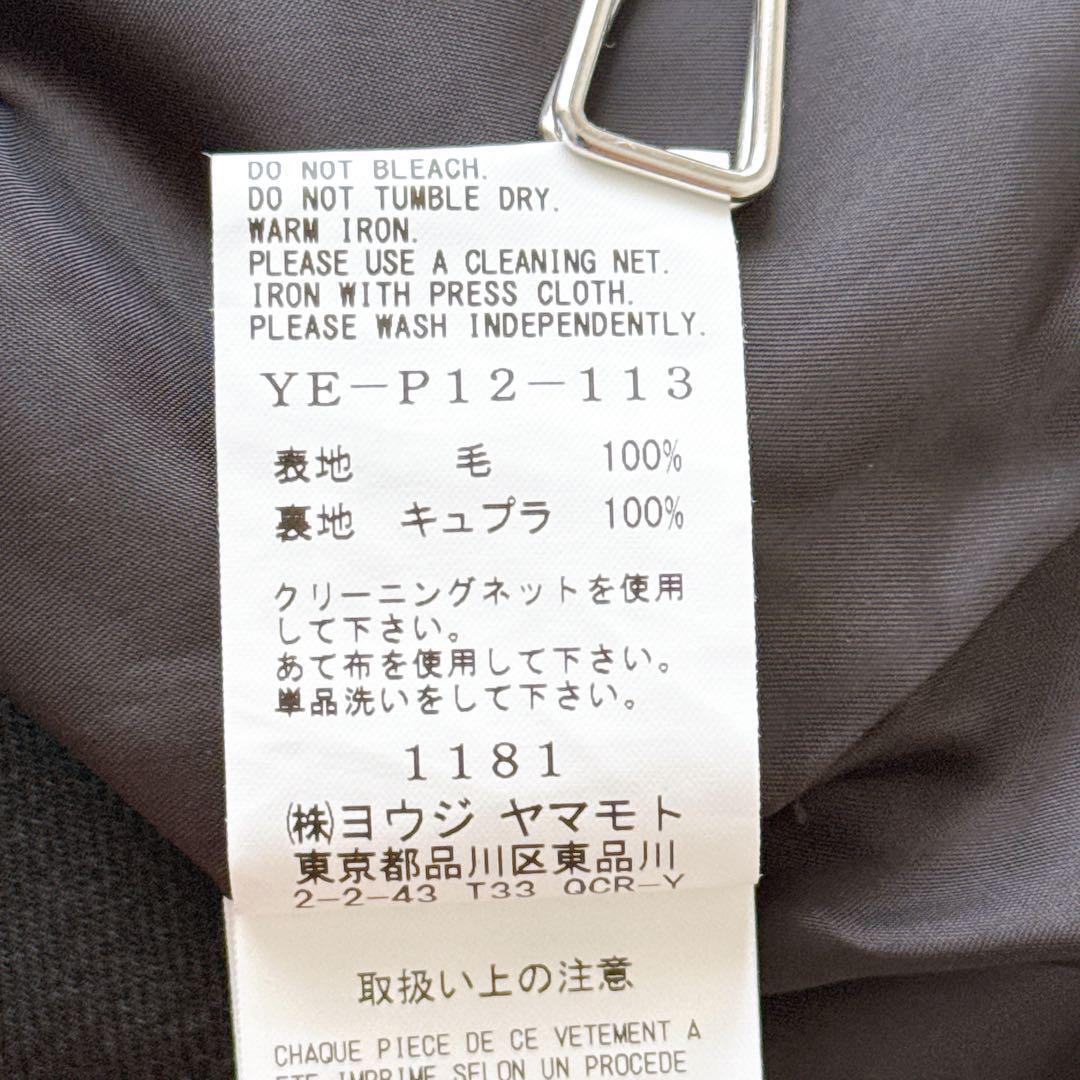 DO NOT BLEACH.
DO NOT TUMBLE DRY.
WARM IRON.
PLEASE USE A CLEANING NET.
IRON WITH PRESS CLOTH.
PLEASE WASH INDEPENDENTLY.
YE-P12-113
表地 毛 100%
裏地 キュプラ 100%
クリーニングネットを使用
して下さい。
あて布を使用して下さい。
単品洗いをして下さい。
1181
㈱ヨウジ ヤマモト
東京都品川区東品川
2-2-43 T33 QCR-Y
取扱い上の注意
CHAQUE PIECE DE CE VETEMENT A
ETE IMPRIME SELON UN PROCEDE